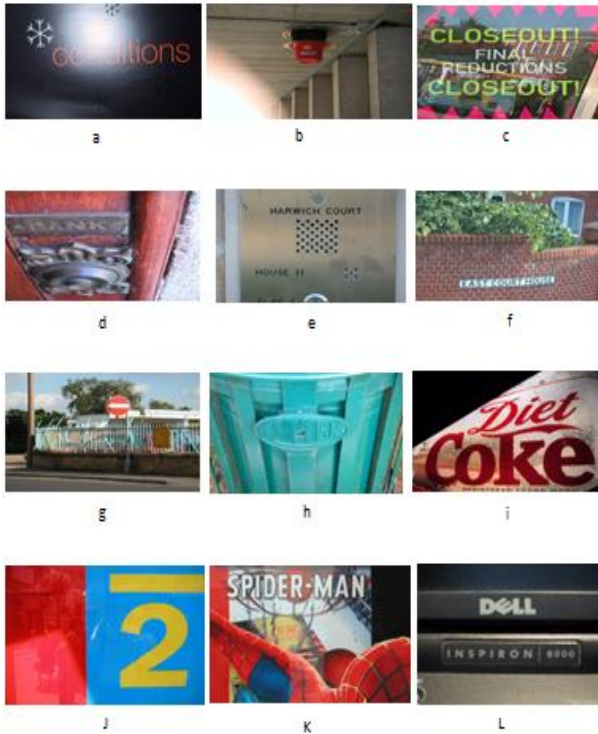 conditions
a
b
CLOSEOUT!
FINAL
REDUCTIONS
CLOSEOUT!
c
BANK
d
HARWICH COURT
HOUSE 11
e
EAST COURT HOUSE
f
g
h
Diet
Coke
i
2
J
SPIDER-MAN
K
DELL
INSPIRON 8000
L